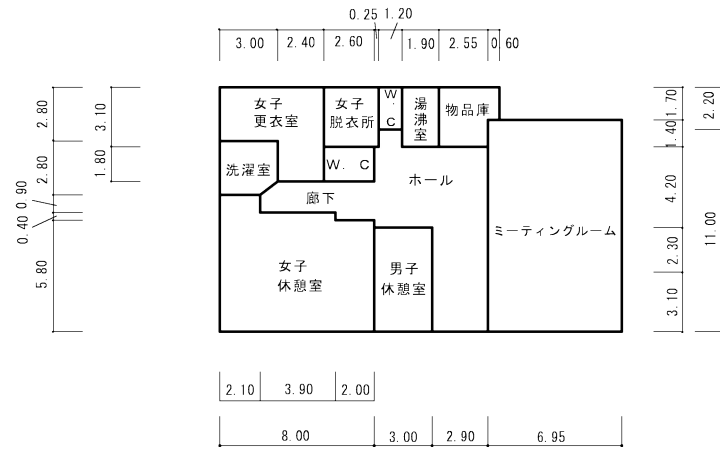 0.25 1.20
3.00 2.40 2.60 1.90 2.55 0.60
2.80
2.80
0.90
0.40
5.80
3.10
1.80
女子
更衣室
女子
脱衣所
W.C
湯沸室
物品庫
洗濯室
W. C
ホール
廊下
ミーティングルーム
女子
休憩室
男子
休憩室
1.70
1.40
4.20
2.30
3.10
2.20
11.00
2.10 3.90 2.00
8.00 3.00 2.90 6.95